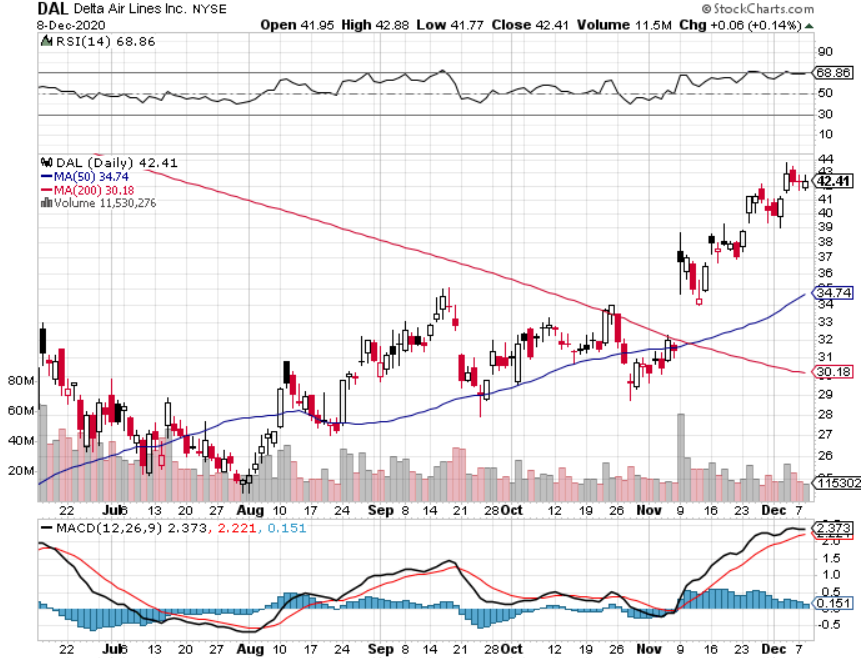 DAL Delta Air Lines Inc. NYSE © StockCharts.com
8-Dec-2020 Open 41.95 High 42.88 Low 41.77 Close 42.41 Volume 11.5M Chg +0.06 (+0.14%)
RSI(14) 68.86
90
68.86
50
30
10
DAL (Daily) 42.41
MA(50) 34.74
MA(200) 30.18
Volume 11,530,276
44
43
42.41
41
40
39
38
37
36
34.74
34
33
32
31
30.18
29
28
27
26
80M
60M
40M
20M
115302
22 Jul 6 13 20 27 Aug 10 17 24 Sep 8 14 21 28 Oct 12 19 26 Nov 9 16 23 Dec 7
MACD(12,26,9) 2.373, 2.221, 0.151
2.373
2.0
1.5
1.0
0.5
0.151
-0.5
22 Jul 6 13 20 27 Aug 10 17 24 Sep 8 14 21 28 Oct 12 19 26 Nov 9 16 23 Dec 7